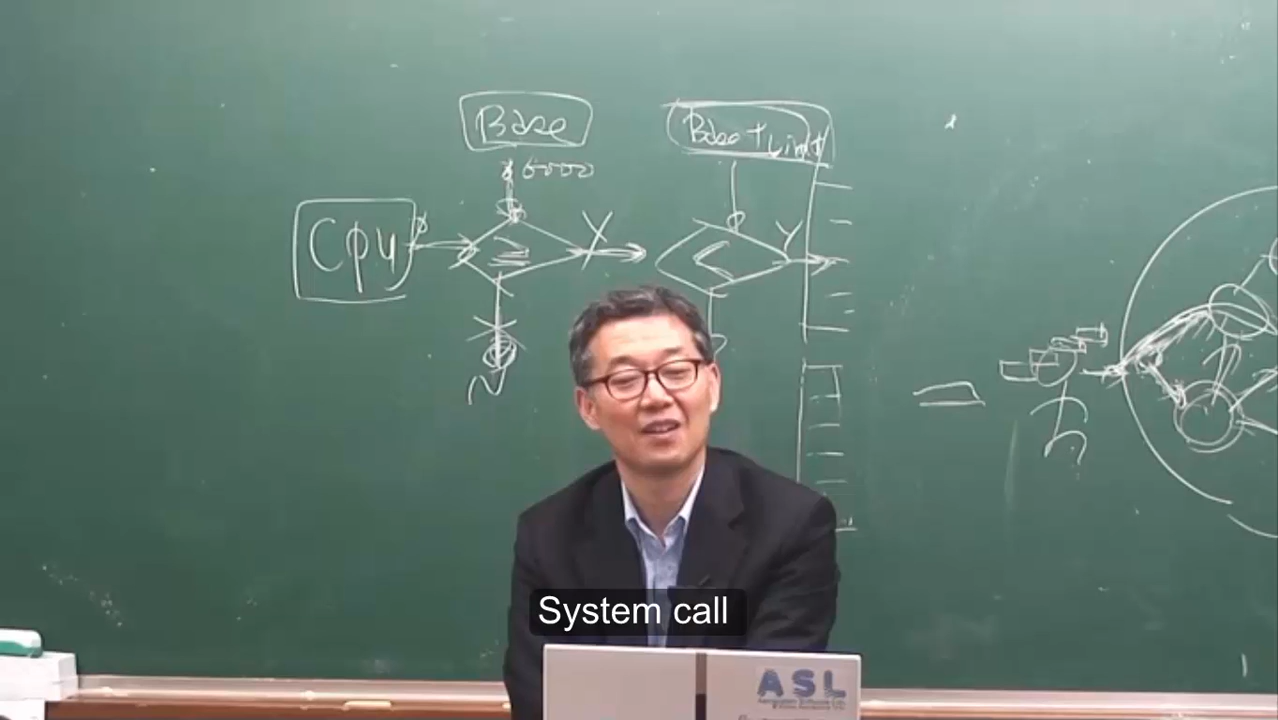 Base
Base + Limit
Cpu
≥
Y
<
Y
N
System call
ASL